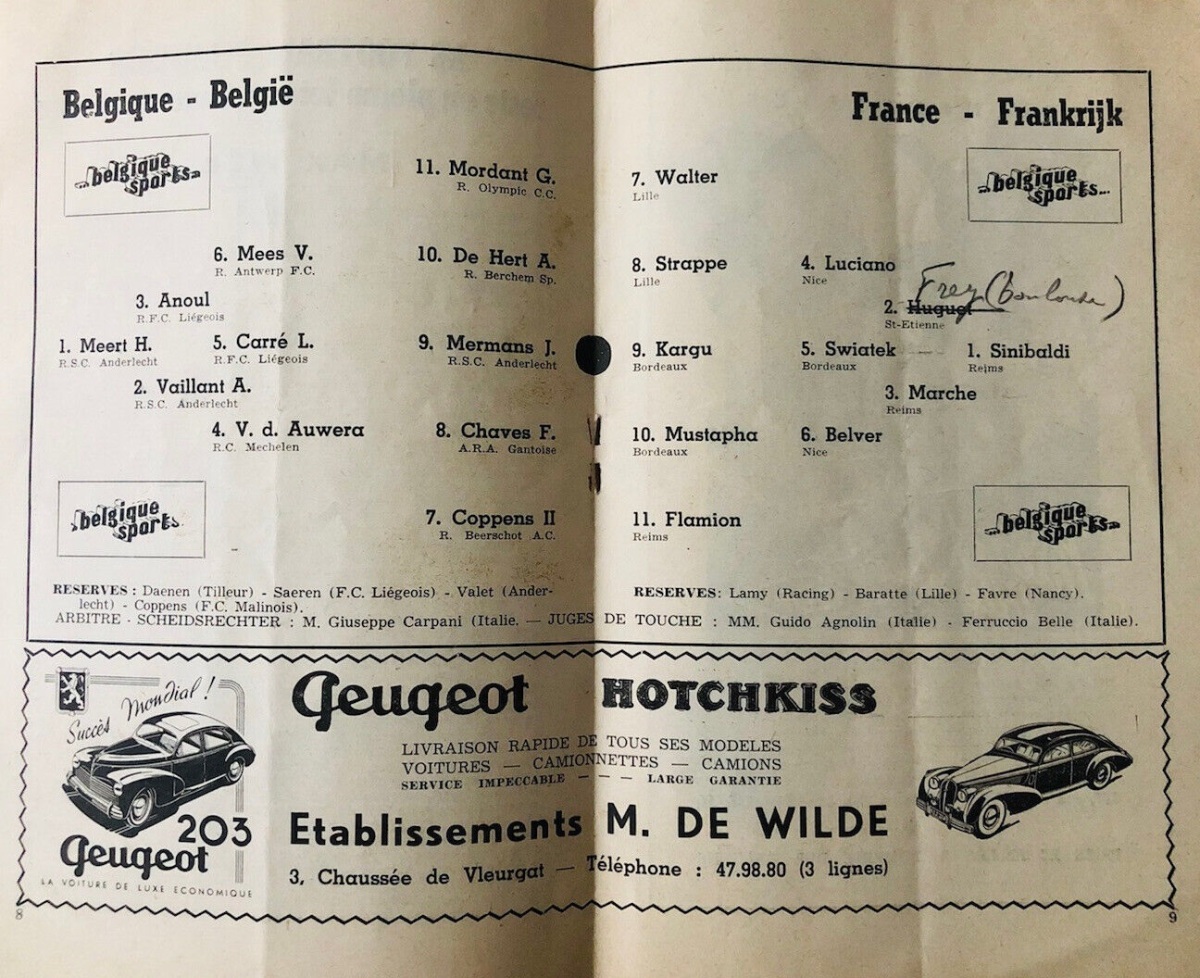 Belgique - België
France - Frankrijk
..belgique
sports..
11. Mordant G.
R. Olympic C.C.
6. Mees V.
R. Antwerp F.C.
10. De Hert A.
R. Berchem Sp.
3. Anoul
R.F.C. Liégeois
1. Meert H.
R.S.C. Anderlecht
5. Carré L.
R.F.C. Liégeois
9. Mermans J.
R.S.C. Anderlecht
2. Vaillant A.
R.S.C. Anderlecht
4. V. d. Auwera
R.C. Mechelen
8. Chaves F.
A.R.A. Gantoise
..belgique
sports..
7. Coppens II
R. Beerschot A.C.
RESERVES : Daenen (Tilleur) - Saeren (F.C. Liégeois) - Valet (Ander-
lecht) - Coppens (F.C. Malinois).
7. Walter
Lille
..belgique
sports...
8. Strappe
Lille
4. Luciano
Nice
Frey
2. Huguet
St-Etienne
9. Kargu
Bordeaux
5. Swiatek
Bordeaux
1. Sinibaldi
Reims
3. Marche
Reims
10. Mustapha
Bordeaux
6. Belver
Nice
11. Flamion
Reims
..belgique
sports..
RESERVES: Lamy (Racing) - Baratte (Lille) - Favre (Nancy).
ARBITRE - SCHEIDSRECHTER : M. Giuseppe Carpani (Italie. — JUGES DE TOUCHE : MM. Guido Agnolin (Italie) - Ferruccio Belle (Italie).
Succès Mondial !
203
Peugeot
LA VOITURE DE LUXE ECONOMIQUE
Peugeot HOTCHKISS
LIVRAISON RAPIDE DE TOUS SES MODELES
VOITURES — CAMIONNETTES — CAMIONS
SERVICE IMPECCABLE - - - LARGE GARANTIE
Etablissements M. DE WILDE
3, Chaussée de Vleurgat — Téléphone : 47.98.80 (3 lignes)
8
9